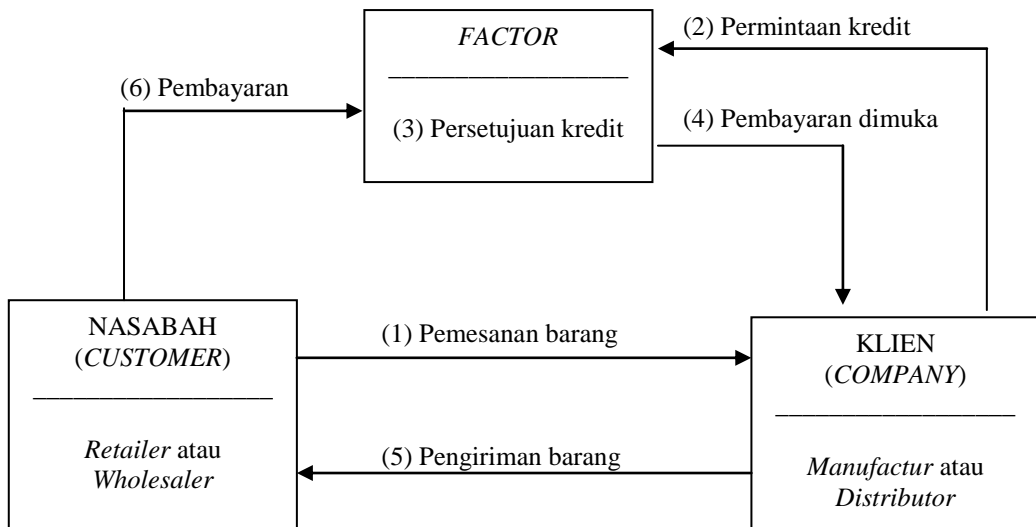 FACTOR
(2) Permintaan kredit
(6) Pembayaran
(3) Persetujuan kredit
(4) Pembayaran dimuka
NASABAH
(CUSTOMER)
Retailer atau
Wholesaler
(1) Pemesanan barang
(5) Pengiriman barang
KLIEN
(COMPANY)
Manufactur atau
Distributor